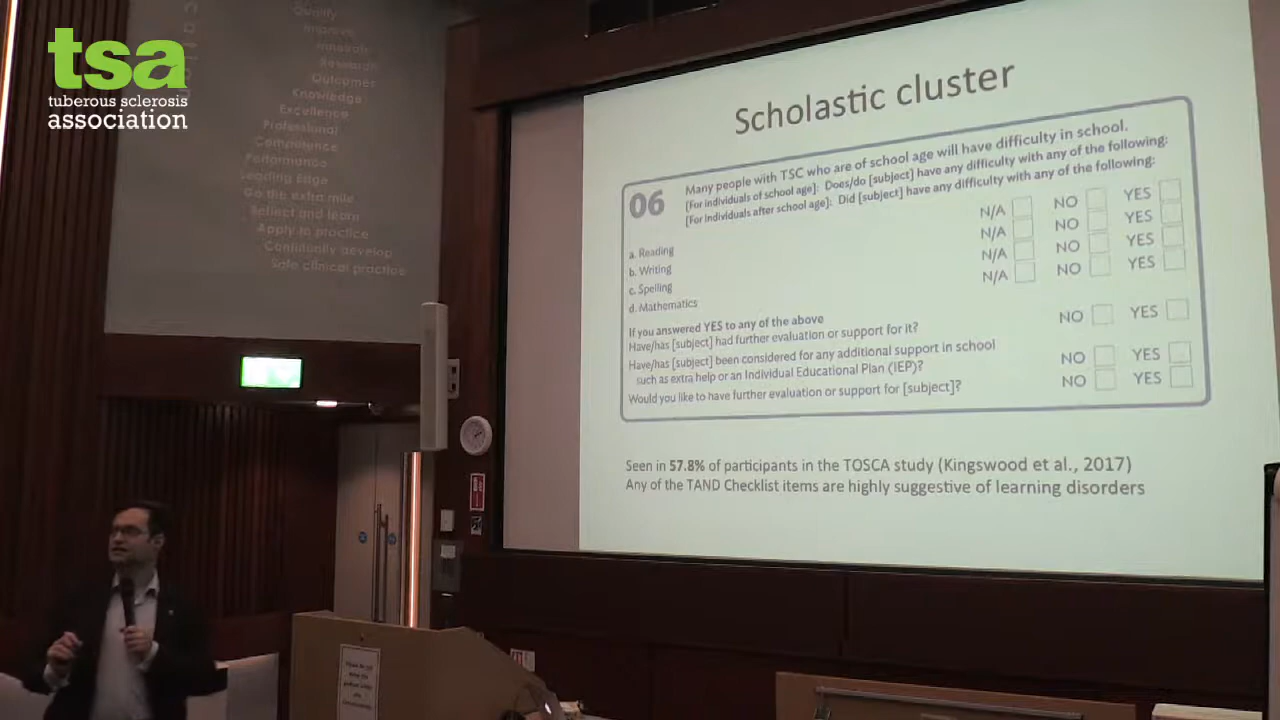 tsa
tuberous sclerosis
association
Qualify
Improve
Innovate
Research
Outcomes
Knowledge
Excellence
Professional
Competence
Performance
Leading Edge
Go the extra mile
Reflect and learn
Apply to practice
Continually develop
Safe clinical practice
Scholastic cluster
06
Many people with TSC who are of school age will have difficulty in school.
[For individuals of school age]: Does/do [subject] have any difficulty with any of the following:
[For individuals after school age]: Did [subject] have any difficulty with any of the following:
a. Reading N/A NO YES
b. Writing N/A NO YES
c. Spelling N/A NO YES
d. Mathematics N/A NO YES
If you answered YES to any of the above
Have/has [subject] had further evaluation or support for it? NO YES
Have/has [subject] been considered for any additional support in school
such as extra help or an Individual Educational Plan (IEP)? NO YES
Would you like to have further evaluation or support for [subject]? NO YES
Seen in 57.8% of participants in the TOSCA study (Kingswood et al., 2017)
Any of the TAND Checklist items are highly suggestive of learning disorders